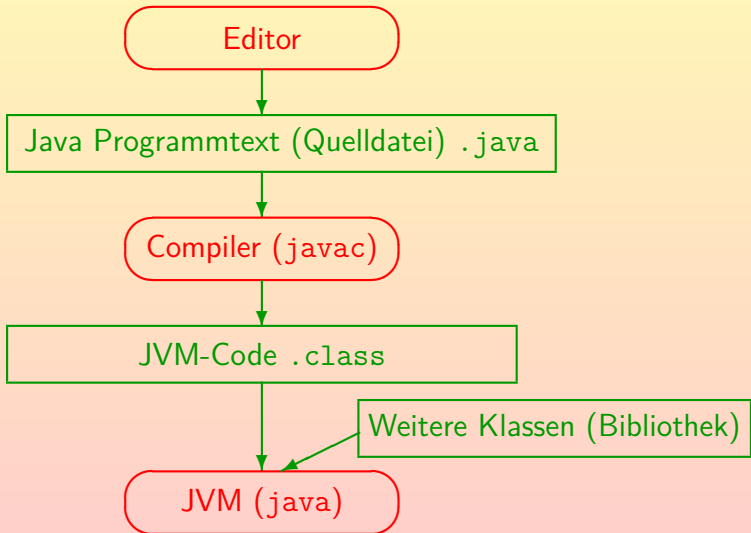 Editor
Java Programmtext (Quelldatei) .java
Compiler (javac)
JVM-Code .class
Weitere Klassen (Bibliothek)
JVM (java)